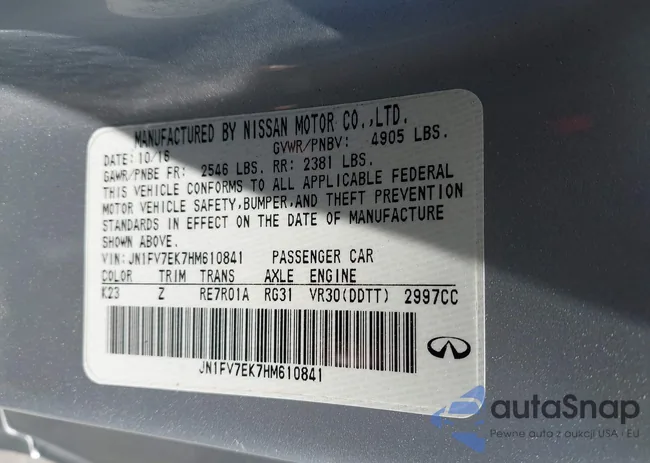 MANUFACTURED BY NISSAN MOTOR CO.,LTD.
DATE: 10/16 GVWR/PNBV: 4905 LBS.
GAWR/PNBE FR: 2546 LBS. RR: 2381 LBS.
THIS VEHICLE CONFORMS TO ALL APPLICABLE FEDERAL
MOTOR VEHICLE SAFETY,BUMPER,AND THEFT PREVENTION
STANDARDS IN EFFECT ON THE DATE OF MANUFACTURE
SHOWN ABOVE.
VIN: JN1FV7EK7HM610841 PASSENGER CAR
COLOR TRIM TRANS AXLE ENGINE
K23 Z RE7R01A RG31 VR30(DDTT) 2997CC
JN1FV7EK7HM610841
autaSnap
Pewne auta z aukcji USA i EU